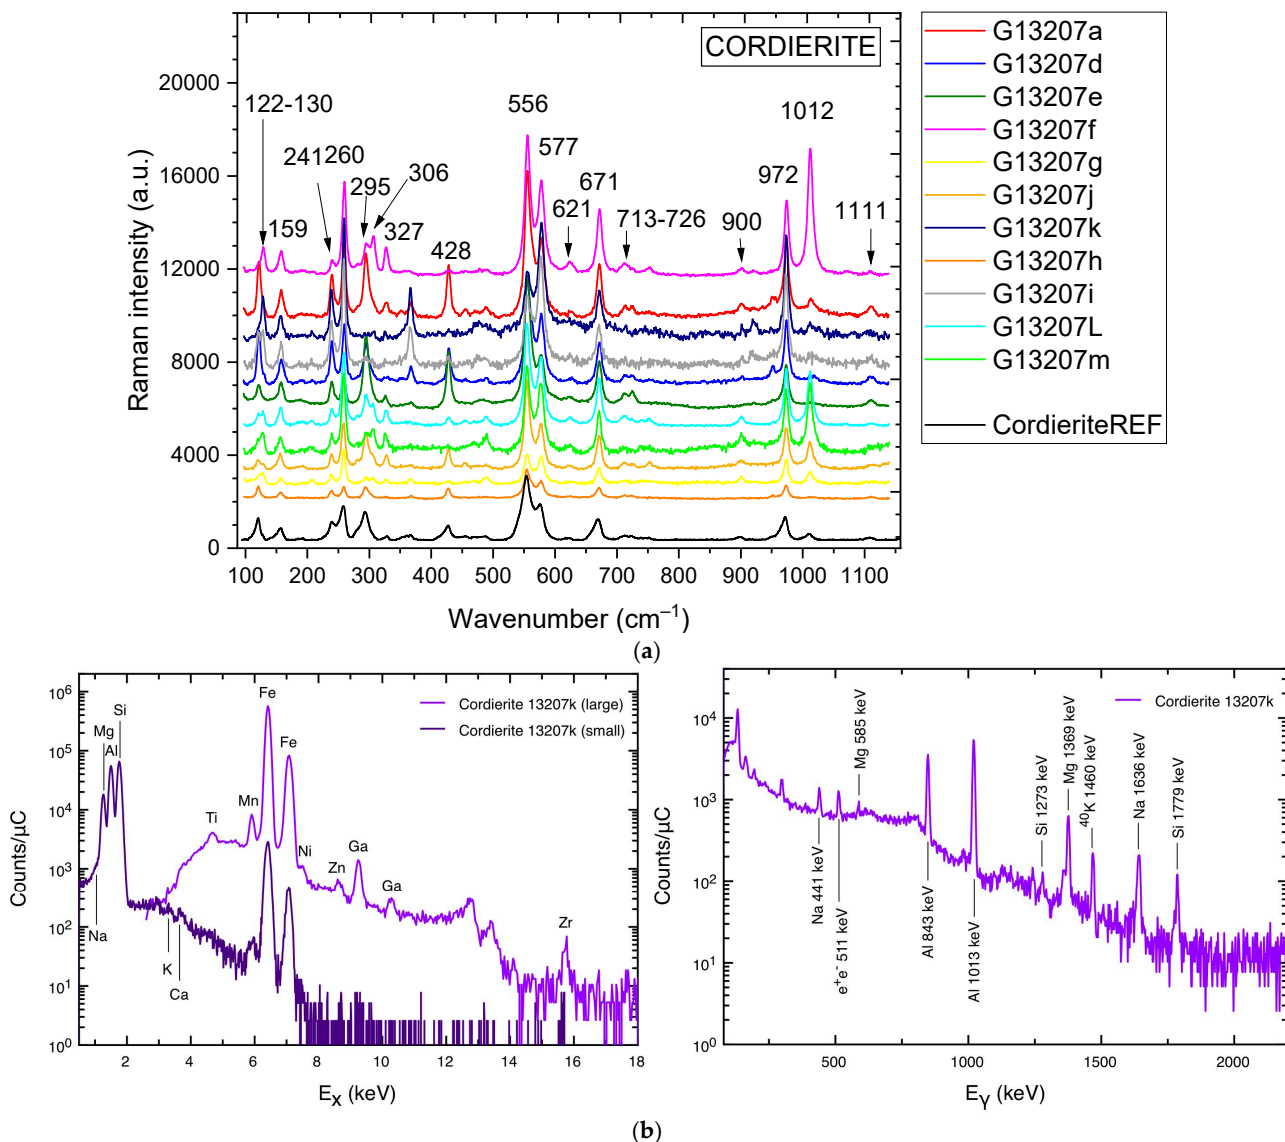 CORDIERITE
G13207a
G13207d
G13207e
G13207f
G13207g
G13207j
G13207k
G13207h
G13207i
G13207L
G13207m
CordieriteREF
Raman intensity (a.u.)
20000
16000
12000
8000
4000
0
122-130
159
241
260
295
306
327
428
556
577
621
671
713-726
900
972
1012
1111
100 200 300 400 500 600 700 800 900 1000 1100
Wavenumber (cm⁻¹)
(a)
Counts/μC
10⁶
10⁵
10⁴
10³
10²
10¹
10⁰
Cordierite 13207k (large)
Cordierite 13207k (small)
Si
Mg
Al
Fe
Fe
Ti
Mn
Ni
Zn
Ga
Ga
Zr
Na
K
Ca
2 4 6 8 10 12 14 16 18
E_X (keV)
Counts/μC
10⁴
10³
10²
10¹
10⁰
Cordierite 13207k
Na 441 keV
e⁺e⁻ 511 keV
Mg 585 keV
Al 843 keV
Al 1013 keV
Si 1273 keV
Mg 1369 keV
⁴⁰K 1460 keV
Na 1636 keV
Si 1779 keV
500 1000 1500 2000
E_γ (keV)
(b)